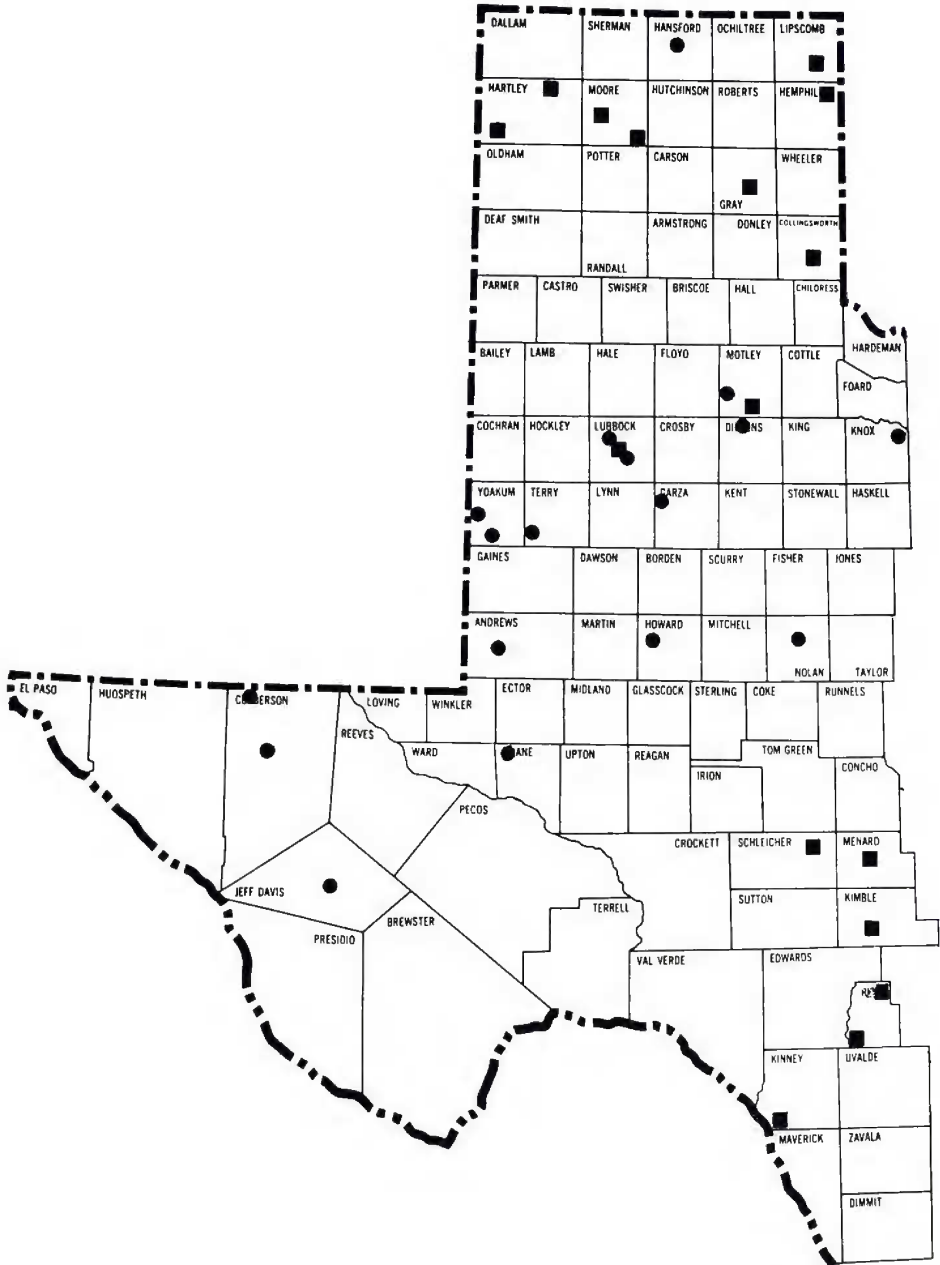 DALLAM SHERMAN HANSFORD OCHILTREE LIPSCOMB
HARTLEY MOORE HUTCHINSON ROBERTS HEMPHIL
OLDHAM POTTER CARSON WHEELER
GRAY
DEAF SMITH ARMSTRONG DONLEY COLLINGSWORTH
RANDALL
PARMER CASTRO SWISHER BRISCOE HALL CHILDRESS
HARDEMAN
BAILEY LAMB HALE FLOYD MOTLEY COTTLE
FOARD
COCHRAN HOCKLEY LUBBOCK CROSBY KING KNOX
YOAKUM TERRY LYNN GARZA KENT STONEWALL HASKELL
GAINES DAWSON BORDEN SCURRY FISHER JONES
ANDREWS MARTIN HOWARD MITCHELL
NOLAN TAYLOR
EL PASO HUOSPETH LOVING WINKLER ECTOR MIDLAND GLASSCOCK STERLING COKE RUNNELS
REEVES WARD UPTON REAGAN TOM GREEN
IRION CONCHO
PECOS
CROCKETT SCHLEICHER MENARD
JEFF DAVIS BREWSTER TERRELL SUTTON KIMBLE
PRESIDIO
VAL VERDE EDWARDS
KINNEY UVALDE
MAVERICK ZAVALA
DIMMIT